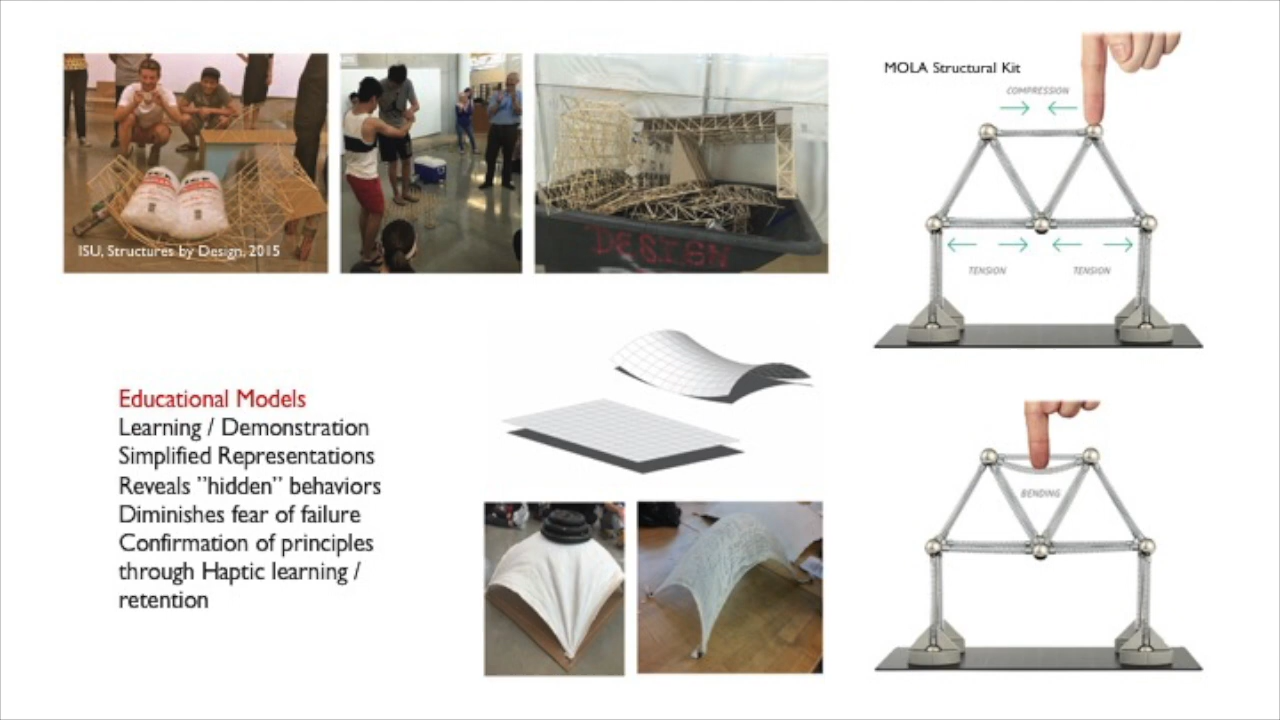 MOLA Structural Kit
COMPRESSION
ISU, Structures by Design, 2015
DESIGN
TENSION
TENSION
Educational Models
Learning / Demonstration
Simplified Representations
Reveals ”hidden” behaviors
Diminishes fear of failure
Confirmation of principles
through Haptic learning /
retention
BENDING